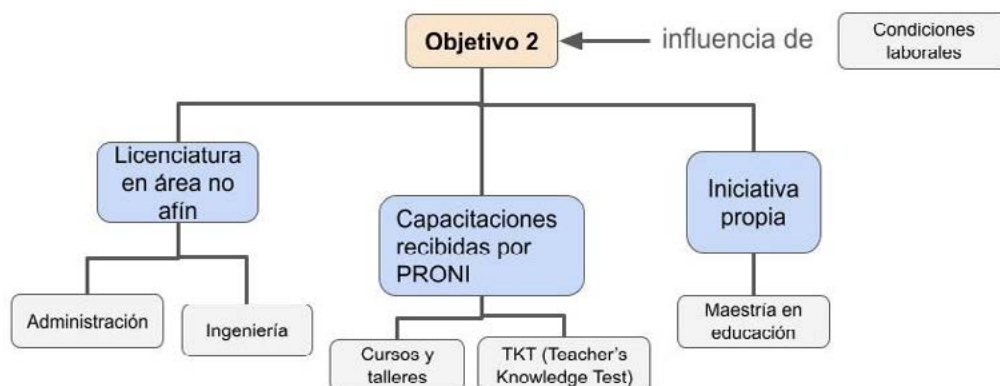 Objetivo 2
influencia de
Condiciones
laborales
Licenciatura
en área no
afín
Capacitaciones
recibidas por
PRONI
Iniciativa
propia
Administración
Ingeniería
Cursos y
talleres
TKT (Teacher's
Knowledge Test)
Maestría en
educación